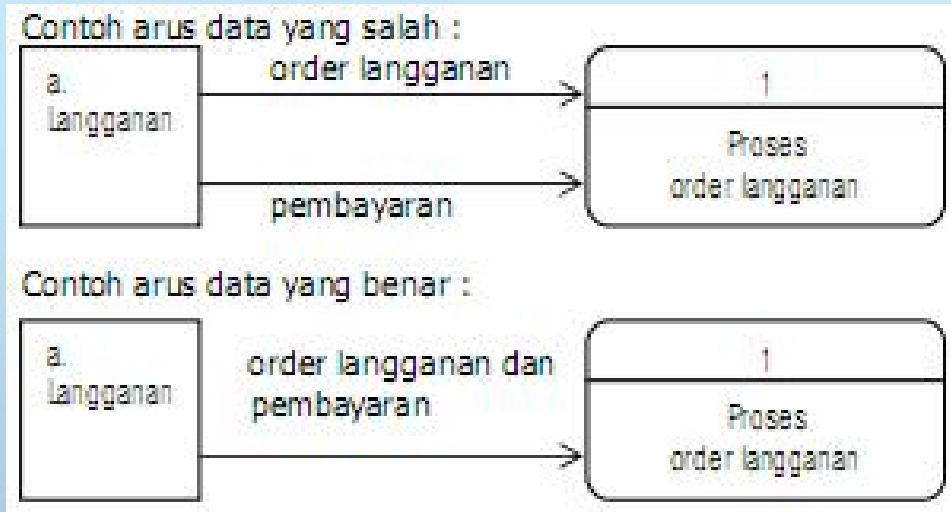 Contoh arus data yang salah :
a.
Langganan
order langganan
pembayaran
1
Proses
order langganan
Contoh arus data yang benar :
a.
Langganan
order langganan dan
pembayaran
1
Proses
order langganan